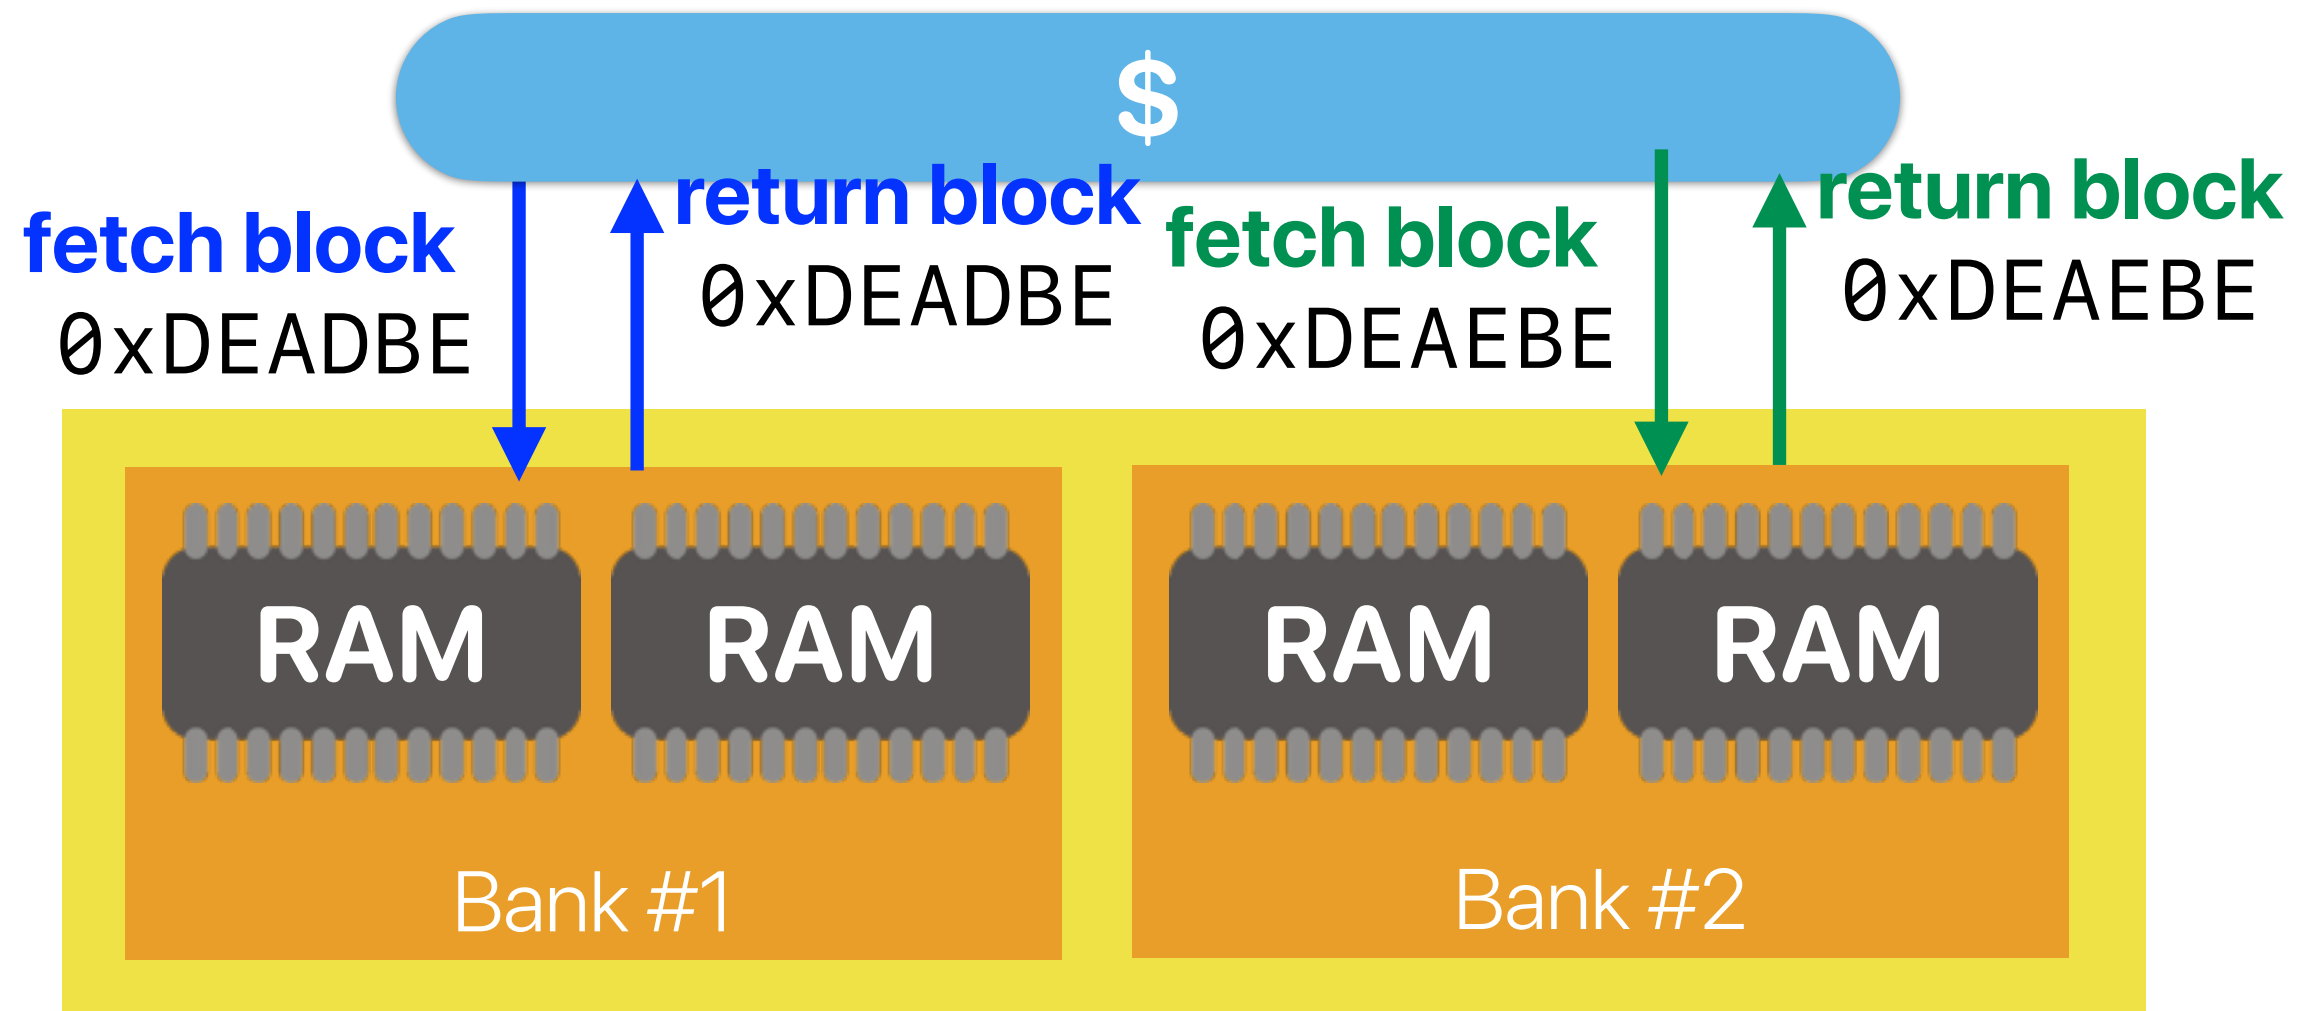 $
fetch block
0xDEADBE
return block
0xDEADBE
fetch block
0xDEAEBE
return block
0xDEAEBE
RAM
RAM
RAM
RAM
Bank #1
Bank #2